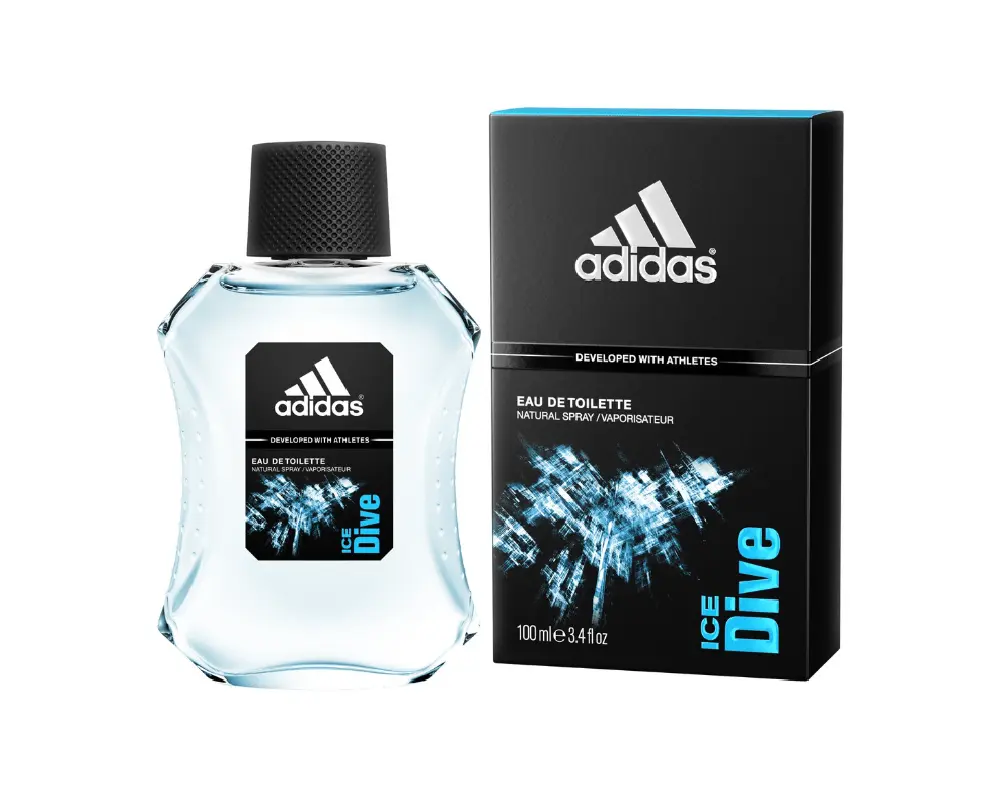 adidas®
DEVELOPED WITH ATHLETES
EAU DE TOILETTE
NATURAL SPRAY / VAPORISATEUR
ICE
Dive
adidas®
DEVELOPED WITH ATHLETES
EAU DE TOILETTE
NATURAL SPRAY / VAPORISATEUR
ICE
Dive
100 ml e 3.4 fl oz